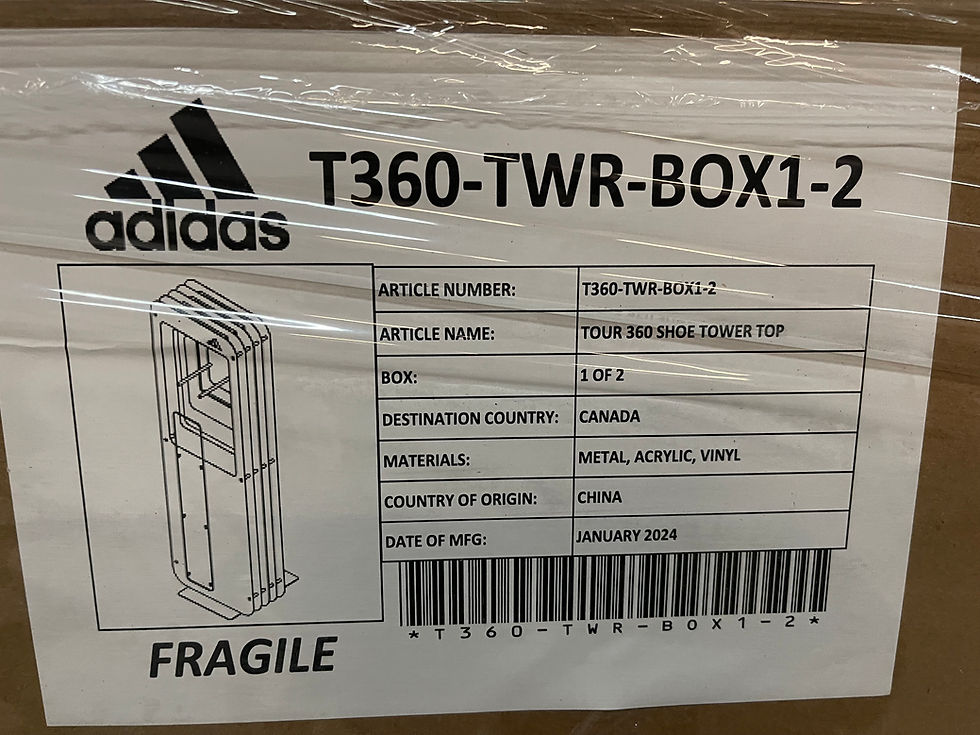 adidas
T360-TWR-BOX1-2
ARTICLE NUMBER: T360-TWR-BOX1-2
ARTICLE NAME: TOUR 360 SHOE TOWER TOP
BOX: 1 OF 2
DESTINATION COUNTRY: CANADA
MATERIALS: METAL, ACRYLIC, VINYL
COUNTRY OF ORIGIN: CHINA
DATE OF MFG: JANUARY 2024
*T360-TWR-BOX1-2*
FRAGILE